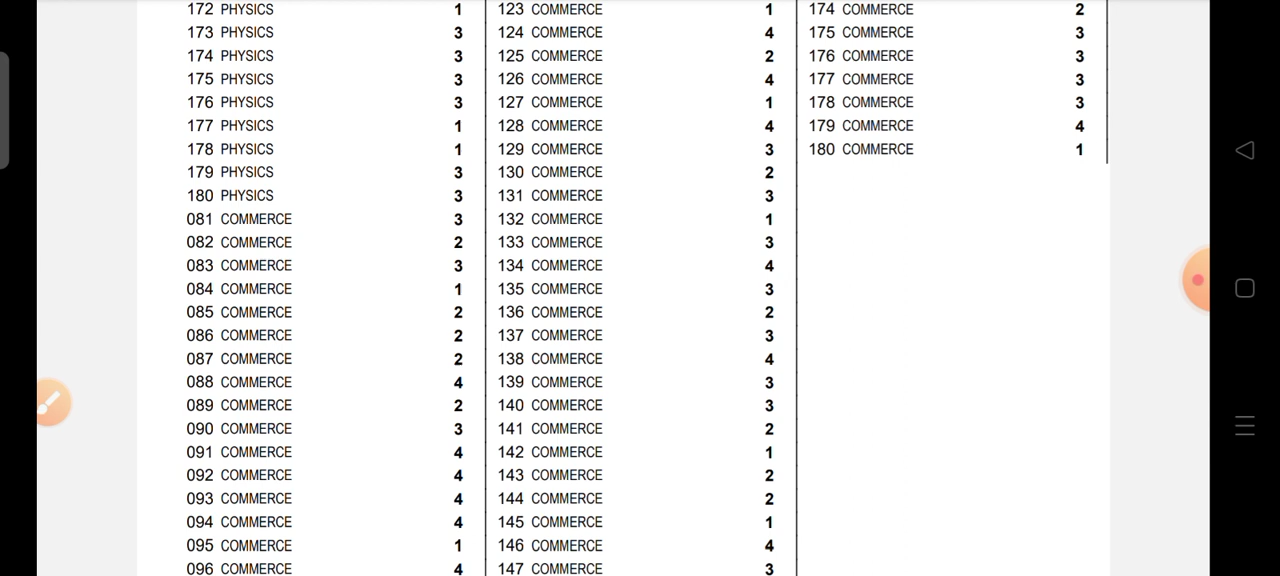 172 PHYSICS 1
173 PHYSICS 3
174 PHYSICS 3
175 PHYSICS 3
176 PHYSICS 3
177 PHYSICS 1
178 PHYSICS 1
179 PHYSICS 3
180 PHYSICS 3
081 COMMERCE 3
082 COMMERCE 2
083 COMMERCE 3
084 COMMERCE 1
085 COMMERCE 2
086 COMMERCE 2
087 COMMERCE 2
088 COMMERCE 4
089 COMMERCE 2
090 COMMERCE 3
091 COMMERCE 4
092 COMMERCE 4
093 COMMERCE 4
094 COMMERCE 4
095 COMMERCE 1
096 COMMERCE 4
123 COMMERCE 1
124 COMMERCE 4
125 COMMERCE 2
126 COMMERCE 4
127 COMMERCE 1
128 COMMERCE 4
129 COMMERCE 3
130 COMMERCE 2
131 COMMERCE 3
132 COMMERCE 1
133 COMMERCE 3
134 COMMERCE 4
135 COMMERCE 3
136 COMMERCE 2
137 COMMERCE 3
138 COMMERCE 4
139 COMMERCE 3
140 COMMERCE 3
141 COMMERCE 2
142 COMMERCE 1
143 COMMERCE 2
144 COMMERCE 2
145 COMMERCE 1
146 COMMERCE 4
147 COMMERCE 3
174 COMMERCE 2
175 COMMERCE 3
176 COMMERCE 3
177 COMMERCE 3
178 COMMERCE 3
179 COMMERCE 4
180 COMMERCE 1